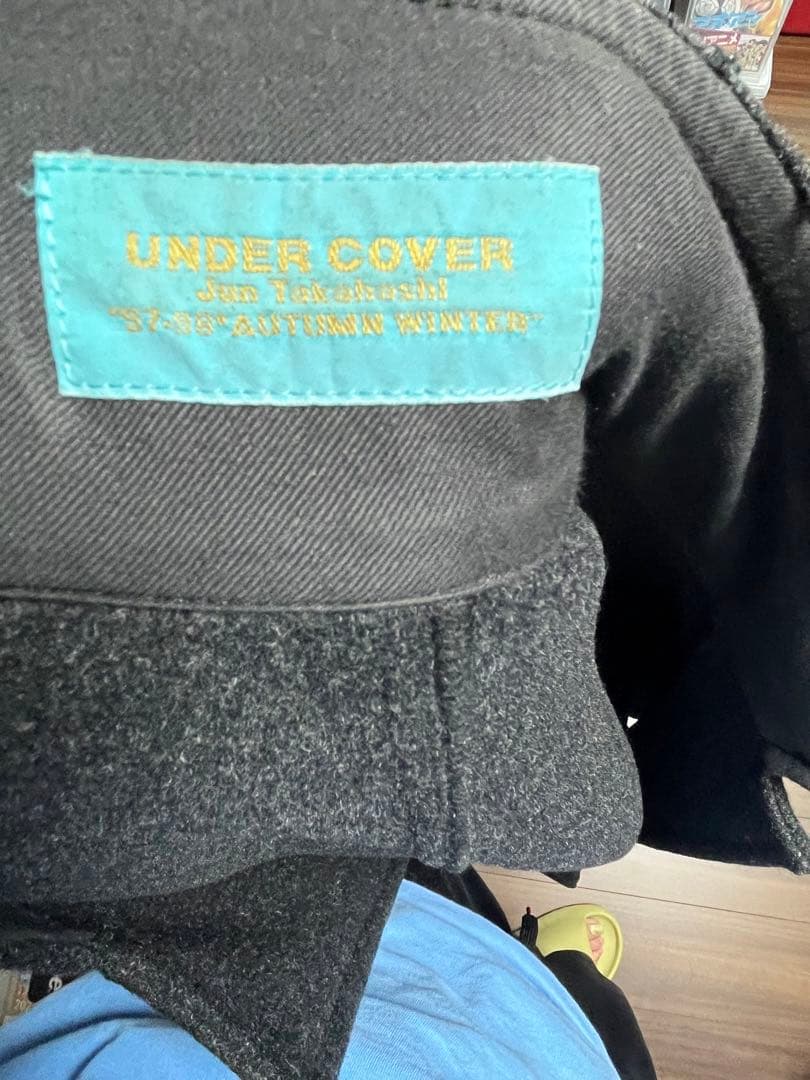 UNDER COVER
Jun Takahashi
"97-98" AUTUMN WINTER"